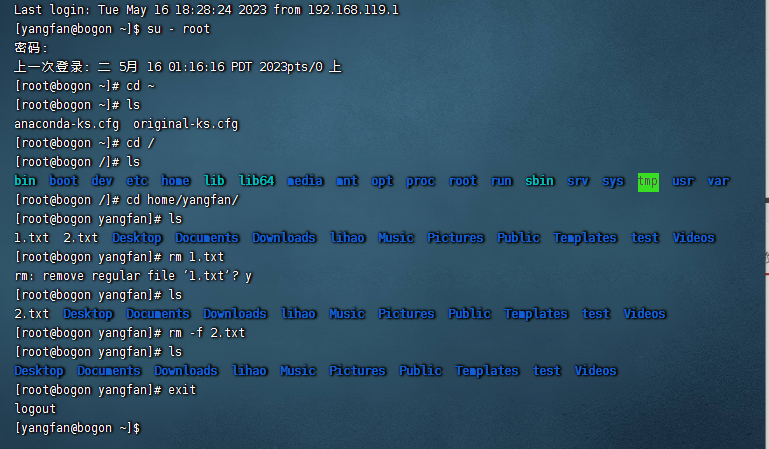 Last login: Tue May 16 18:28:24 2023 from 192.168.119.1
[yangfan@bogon ~]$ su - root
密码：
上一次登录: 二 5月 16 01:16:16 PDT 2023pts/0 上
[root@bogon ~]# cd ~
[root@bogon ~]# ls
anaconda-ks.cfg  original-ks.cfg
[root@bogon ~]# cd /
[root@bogon /]# ls
bin  boot  dev  etc  home  lib  lib64  media  mnt  opt  proc  root  run  sbin  srv  sys  tmp  usr  var
[root@bogon /]# cd home/yangfan/
[root@bogon yangfan]# ls
1.txt  2.txt  Desktop  Documents  Downloads  lihao  Music  Pictures  Public  Templates  test  Videos
[root@bogon yangfan]# rm 1.txt
rm: remove regular file ‘1.txt’? y
[root@bogon yangfan]# ls
2.txt  Desktop  Documents  Downloads  lihao  Music  Pictures  Public  Templates  test  Videos
[root@bogon yangfan]# rm -f 2.txt
[root@bogon yangfan]# ls
Desktop  Documents  Downloads  lihao  Music  Pictures  Public  Templates  test  Videos
[root@bogon yangfan]# exit
logout
[yangfan@bogon ~]$